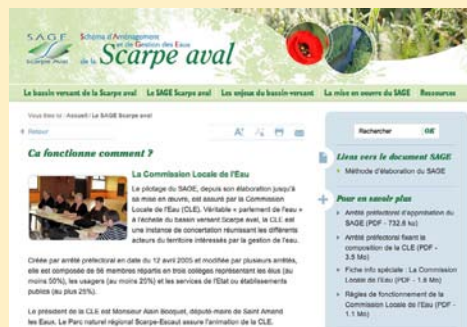 SAGE
Scarpe Aval
Schéma d'Aménagement
et de Gestion des Eaux
de la Scarpe aval
Le bassin versant de la Scarpe aval Le SAGE Scarpe aval Les enjeux du bassin-versant La mise en oeuvre du SAGE Ressources
Vous êtes ici : Accueil / Le SAGE Scarpe aval
Retour
Ca fonctionne comment ?
La Commission Locale de l'Eau
Le pilotage du SAGE, depuis son élaboration jusqu'à
sa mise en œuvre, est assuré par la Commission
Locale de l'Eau (CLE). Véritable « parlement de l'eau »
à l'échelle du bassin versant Scarpe aval, la CLE est
une instance de concertation réunissant les différents
acteurs du territoire intéressés par la gestion de l'eau.
Créée par arrêté préfectoral en date du 12 avril 2005 et modifiée par plusieurs arrêtés,
elle est composée de 56 membres répartis en trois collèges représentant les élus (au
moins 50%), les usagers (au moins 25%) et les services de l'Etat ou établissements
publics (au plus 25%).
Le président de la CLE est Monsieur Alain Bocquet, député-maire de Saint Amand
les Eaux. Le Parc naturel régional Scarpe-Escaut assure l'animation de la CLE.
Rechercher OK
Liens vers le document SAGE
Méthode d'élaboration du SAGE
Pour en savoir plus
Arrêté préfectoral d'approbation du
SAGE (PDF - 732.6 ko)
Arrêté préfectoral fixant la
composition de la CLE (PDF -
3.5 Mo)
Fiche info spéciale : La Commission
Locale de l'Eau (PDF - 1.6 Mo)
Règles de fonctionnement de la
Commission Locale de l'Eau (PDF -
1.1 Mo)